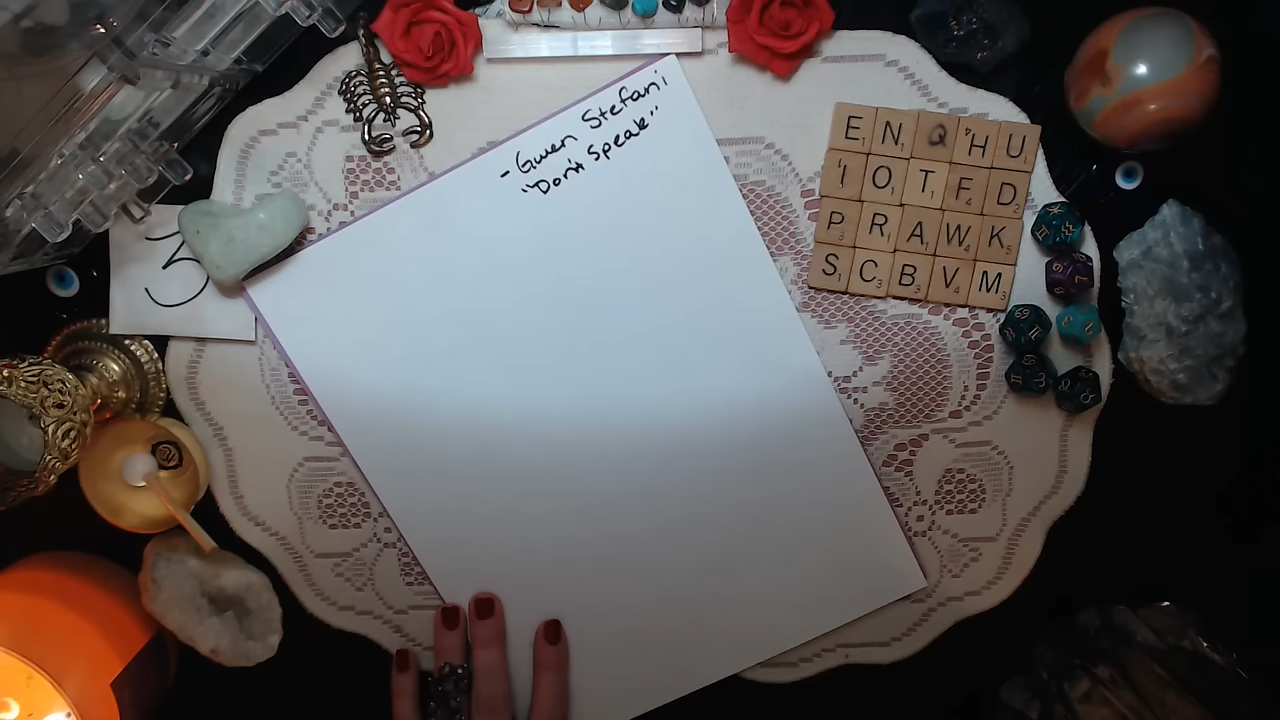 - Gwen Stefani
"Don't Speak"
3
E N Q H U
I O T F D
P R A W K
S C B V M